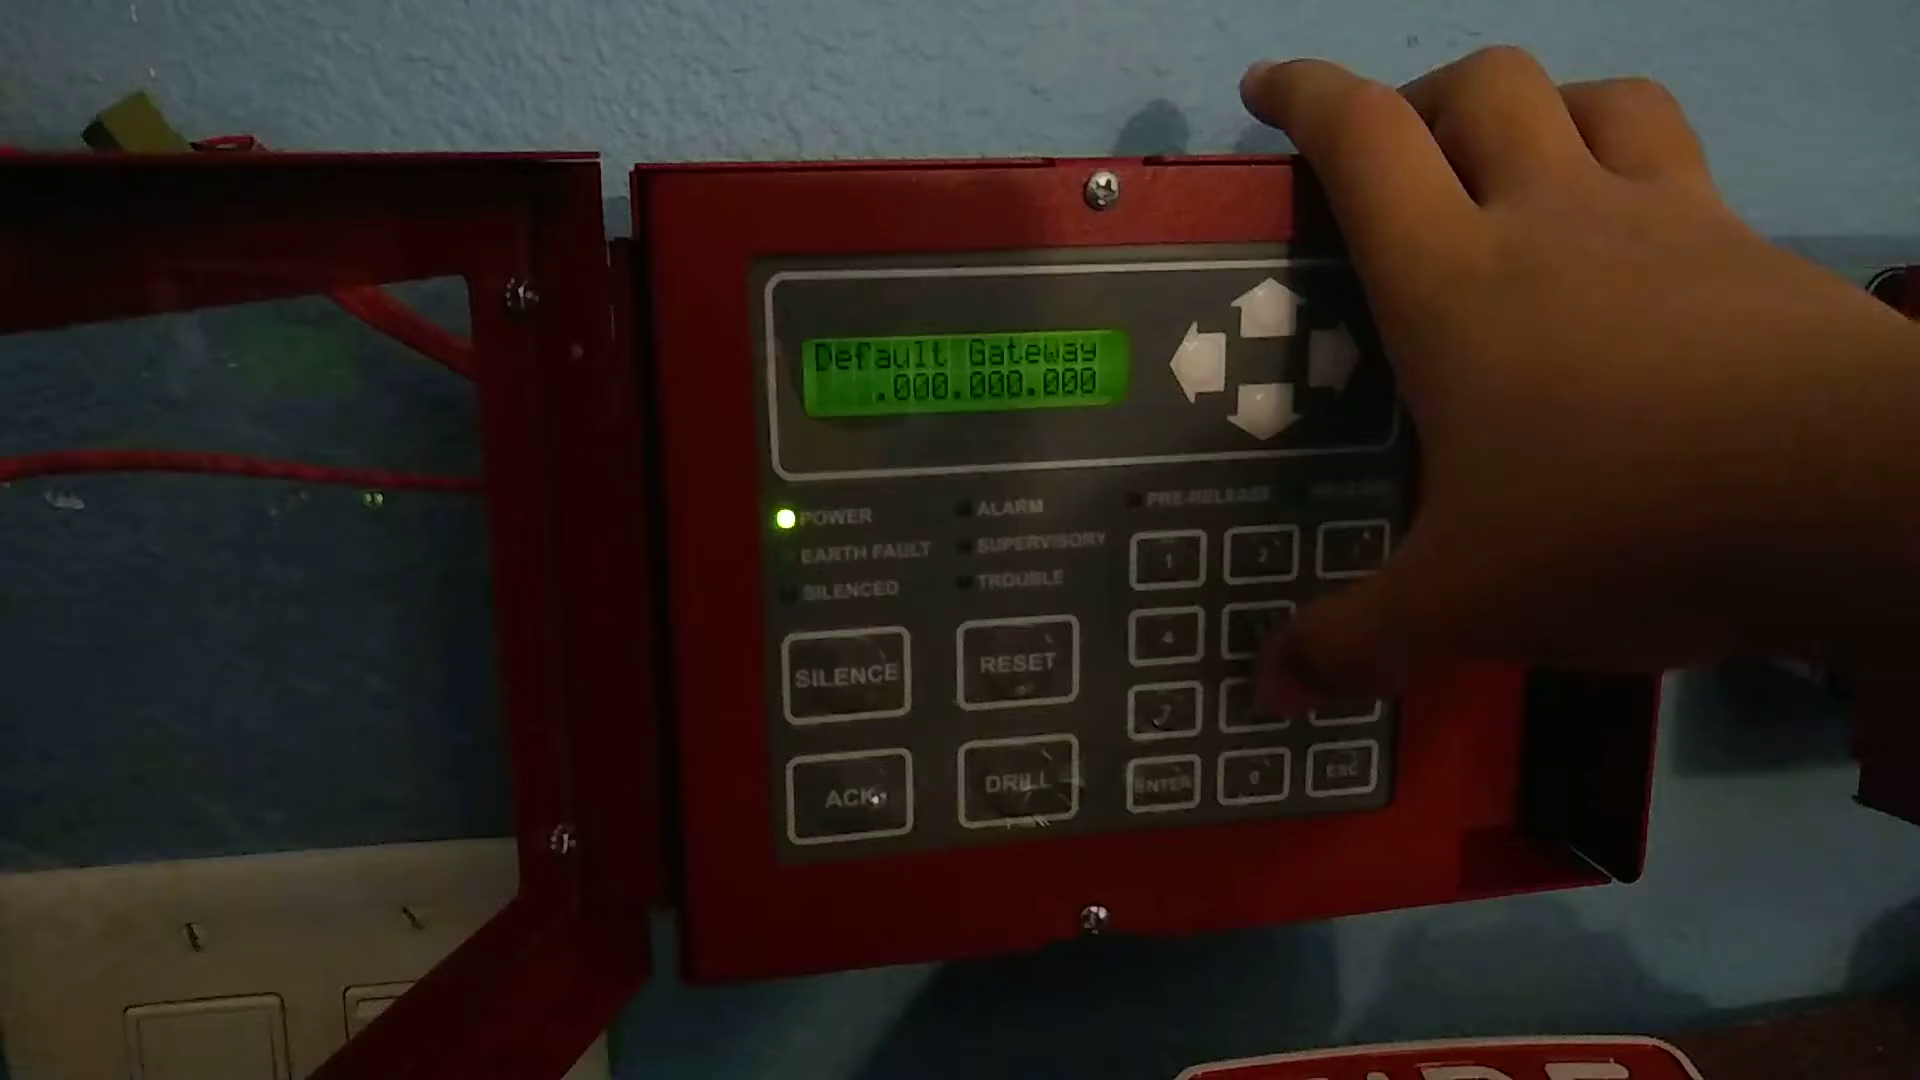 Default Gateway
.000.000.000
POWER
ALARM
PRE-RELEASE
EARTH FAULT
SUPERVISORY
SILENCED
TROUBLE
1
2
4
7
SILENCE
RESET
ACK
DRILL
ENTER
0
ESC